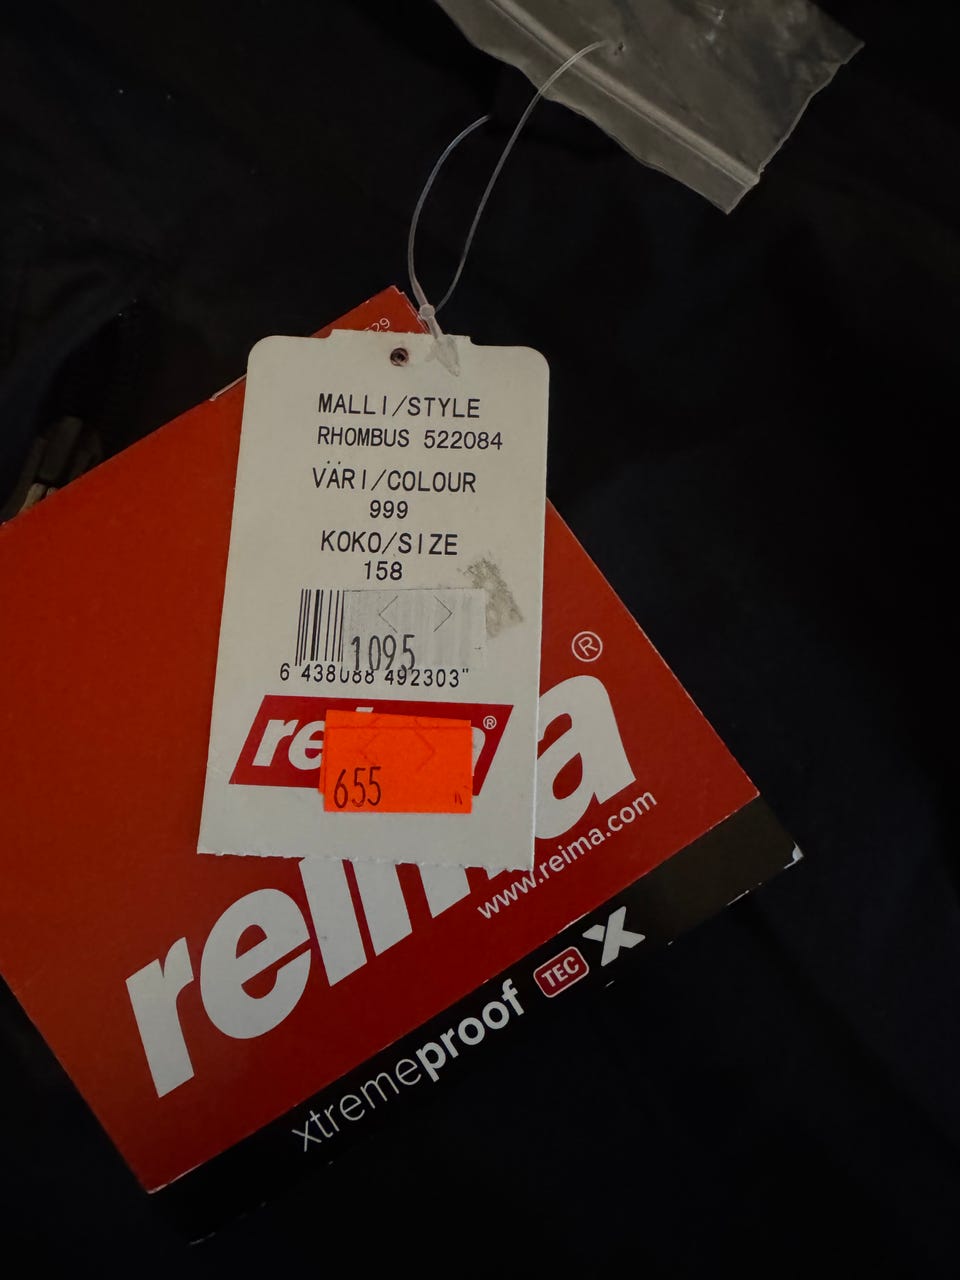 MALLI/STYLE
RHOMBUS 522084
VÄRI/COLOUR
999
KOKO/SIZE
158
1095
6 438088 492303"
655
reima®
www.reima.com
xtremeproof TEC X